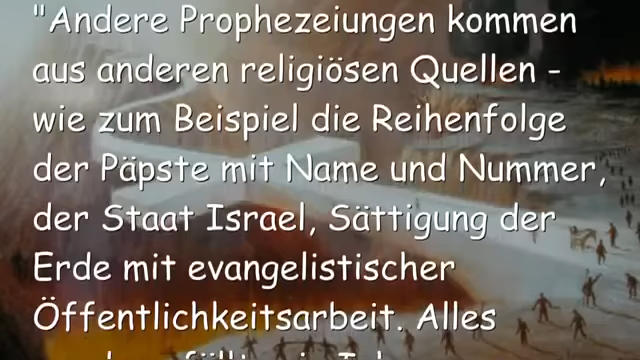 "Andere Prophezeiungen kommen
aus anderen religiösen Quellen -
wie zum Beispiel die Reihenfolge
der Päpste mit Name und Nummer,
der Staat Israel, Sättigung der
Erde mit evangelistischer
Öffentlichkeitsarbeit. Alles